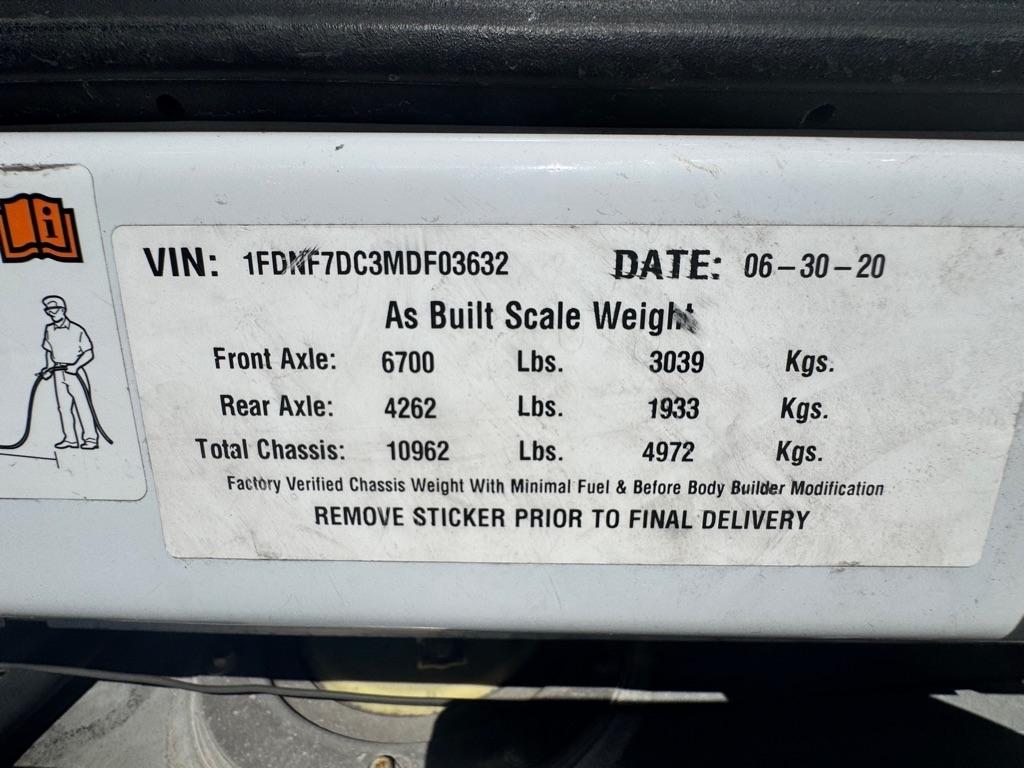 VIN: 1FDNF7DC3MDF03632 DATE: 06-30-20
As Built Scale Weight
Front Axle: 6700 Lbs. 3039 Kgs.
Rear Axle: 4262 Lbs. 1933 Kgs.
Total Chassis: 10962 Lbs. 4972 Kgs.
Factory Verified Chassis Weight With Minimal Fuel & Before Body Builder Modification
REMOVE STICKER PRIOR TO FINAL DELIVERY